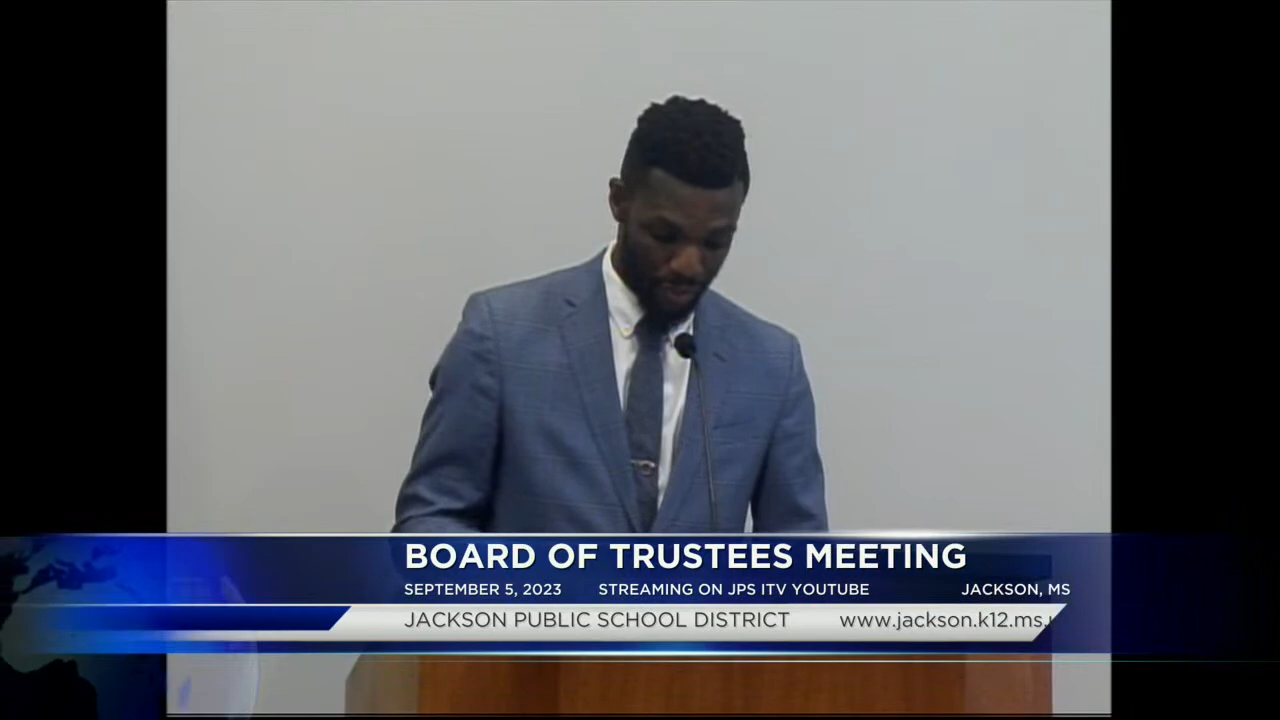 BOARD OF TRUSTEES MEETING
SEPTEMBER 5, 2023 STREAMING ON JPS ITV YOUTUBE JACKSON, MS
JACKSON PUBLIC SCHOOL DISTRICT www.jackson.k12.ms.